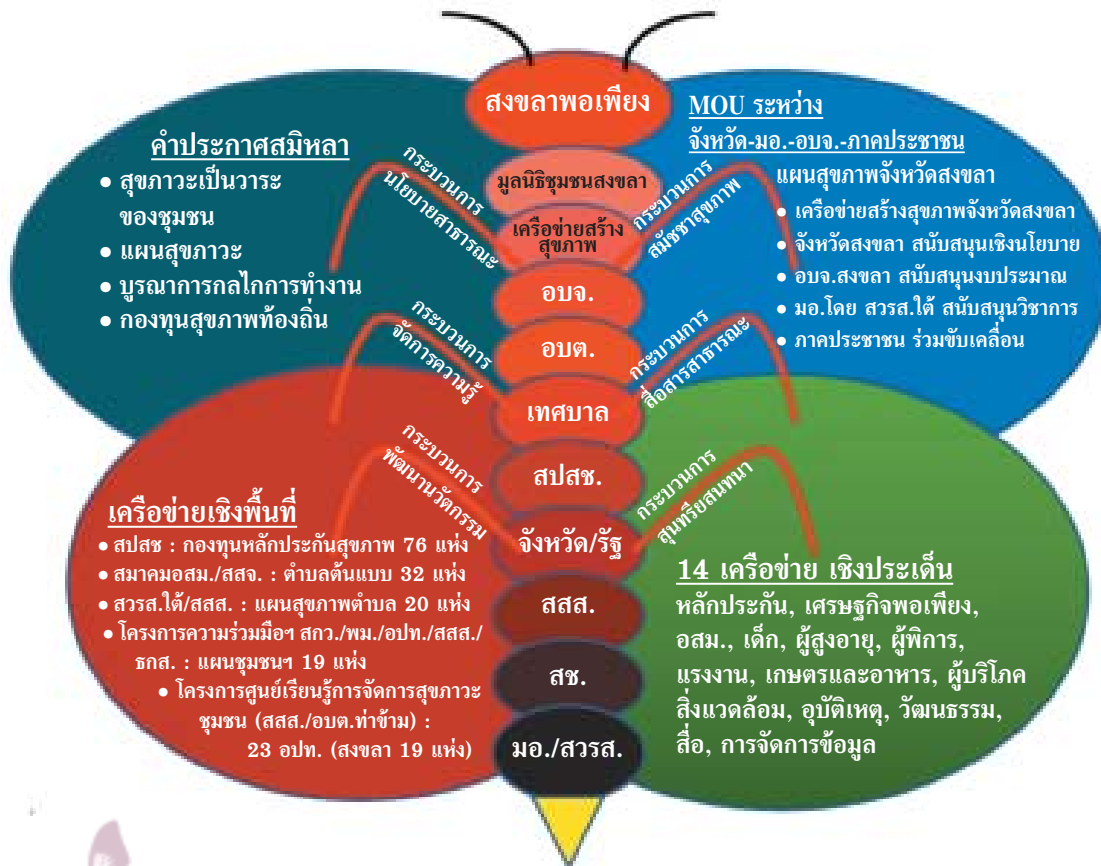 สงขลาพอเพียง
มูลนิธิชุมชนสงขลา
เครือข่ายสร้าง
สุขภาพ
อบจ.
อบต.
เทศบาล
สปสช.
จังหวัด/รัฐ
สสส.
สช.
มอ./สวรส.
คำประกาศสมิหลา
• สุขภาวะเป็นวาระ
ของชุมชน
• แผนสุขภาวะ
• บูรณาการกลไกการทำงาน
• กองทุนสุขภาพท้องถิ่น
กระบวนการ
นโยบายสาธารณะ
กระบวนการ
จัดการความรู้
กระบวนการ
พัฒนานวัตกรรม
กระบวนการ
สมัชชาสุขภาพ
กระบวนการ
สื่อสารสาธารณะ
กระบวนการ
สุนทรียสนทนา
MOU ระหว่าง
จังหวัด-มอ.-อบจ.-ภาคประชาชน
แผนสุขภาพจังหวัดสงขลา
• เครือข่ายสร้างสุขภาพจังหวัดสงขลา
• จังหวัดสงขลา สนับสนุนเชิงนโยบาย
• อบจ.สงขลา สนับสนุนงบประมาณ
• มอ.โดย สวรส.ใต้ สนับสนุนวิชาการ
• ภาคประชาชน ร่วมขับเคลื่อน
เครือข่ายเชิงพื้นที่
• สปสช : กองทุนหลักประกันสุขภาพ 76 แห่ง
• สมาคมอสม./สสจ. : ตำบลต้นแบบ 32 แห่ง
• สวรส.ใต้/สสส. : แผนสุขภาพตำบล 20 แห่ง
• โครงการความร่วมมือฯ สกว./พม./อปท./สสส./
ธกส. : แผนชุมชนฯ 19 แห่ง
• โครงการศูนย์เรียนรู้การจัดการสุขภาวะ
ชุมชน (สสส./อบต.ท่าข้าม) :
23 อปท. (สงขลา 19 แห่ง)
14 เครือข่าย เชิงประเด็น
หลักประกัน, เศรษฐกิจพอเพียง,
อสม., เด็ก, ผู้สูงอายุ, ผู้พิการ,
แรงงาน, เกษตรและอาหาร, ผู้บริโภค
สิ่งแวดล้อม, อุบัติเหตุ, วัฒนธรรม,
สื่อ, การจัดการข้อมูล